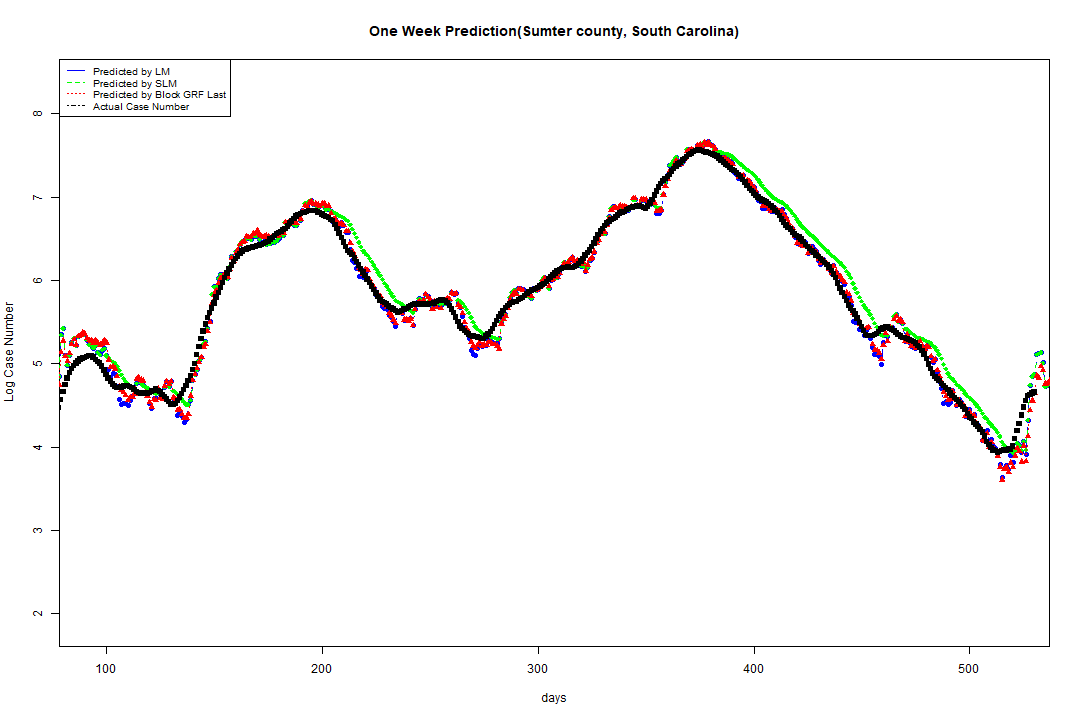 One Week Prediction(Sumter county, South Carolina)
Predicted by LM
Predicted by SLM
Predicted by Block GRF Last
Actual Case Number
Log Case Number
8
7
6
5
4
3
2
100 200 300 400 500
days